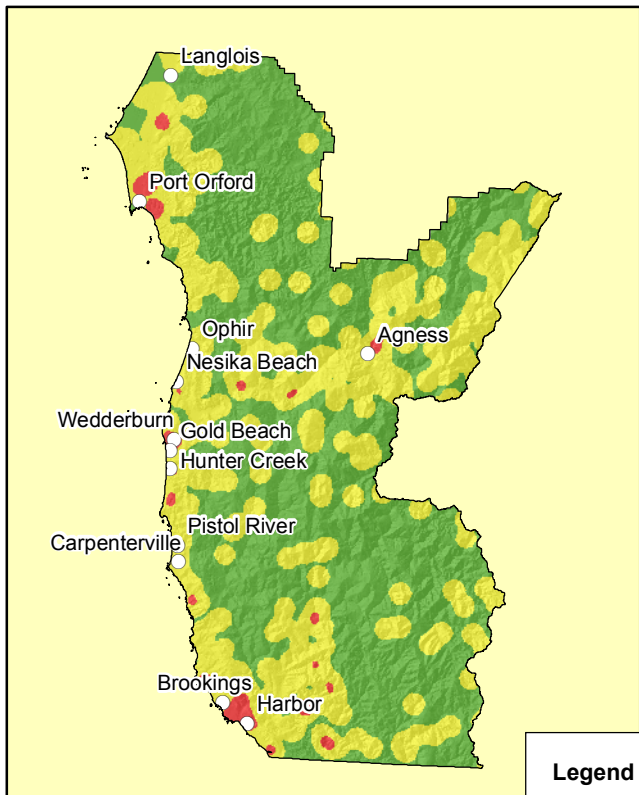 Langlois
Port Orford
Ophir
Agness
Nesika Beach
Wedderburn
Gold Beach
Hunter Creek
Pistol River
Carpenterville
Brookings
Harbor
Legend